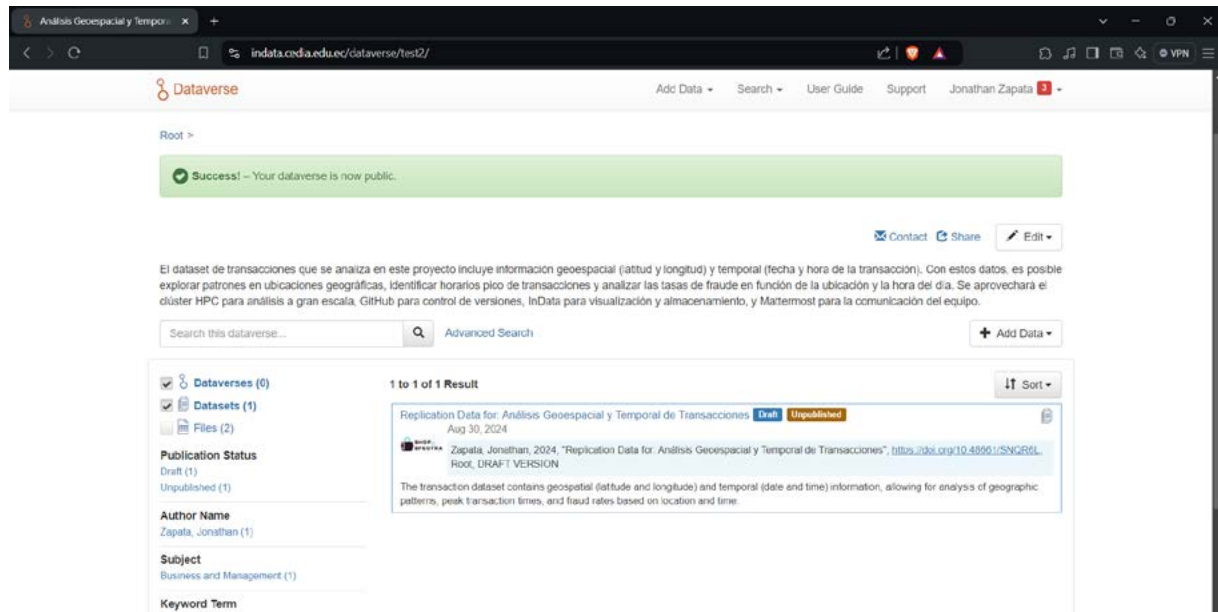 Análisis Geoespacial y Tempora
indata.cedia.edu.ec/dataverse/test2/
VPN
Dataverse
Add Data
Search
User Guide
Support
Jonathan Zapata 3
Root >
Success! – Your dataverse is now public.
Contact
Share
Edit
El dataset de transacciones que se analiza en este proyecto incluye información geoespacial (latitud y longitud) y temporal (fecha y hora de la transacción). Con estos datos, es posible
explorar patrones en ubicaciones geográficas, identificar horarios pico de transacciones y analizar las tasas de fraude en función de la ubicación y la hora del día. Se aprovechará el
clúster HPC para análisis a gran escala, GitHub para control de versiones, InData para visualización y almacenamiento, y Mattermost para la comunicación del equipo.
Search this dataverse...
Advanced Search
Add Data
Dataverses (0)
Datasets (1)
Files (2)
Publication Status
Draft (1)
Unpublished (1)
Author Name
Zapata, Jonathan (1)
Subject
Business and Management (1)
Keyword Term
1 to 1 of 1 Result
Sort
Replication Data for: Análisis Geoespacial y Temporal de Transacciones Draft Unpublished
Aug 30, 2024
Zapata, Jonathan, 2024, "Replication Data for: Análisis Geoespacial y Temporal de Transacciones",
Root, DRAFT VERSION
The transaction dataset contains geospatial (latitude and longitude) and temporal (date and time) information, allowing for analysis of geographic
patterns, peak transaction times, and fraud rates based on location and time.